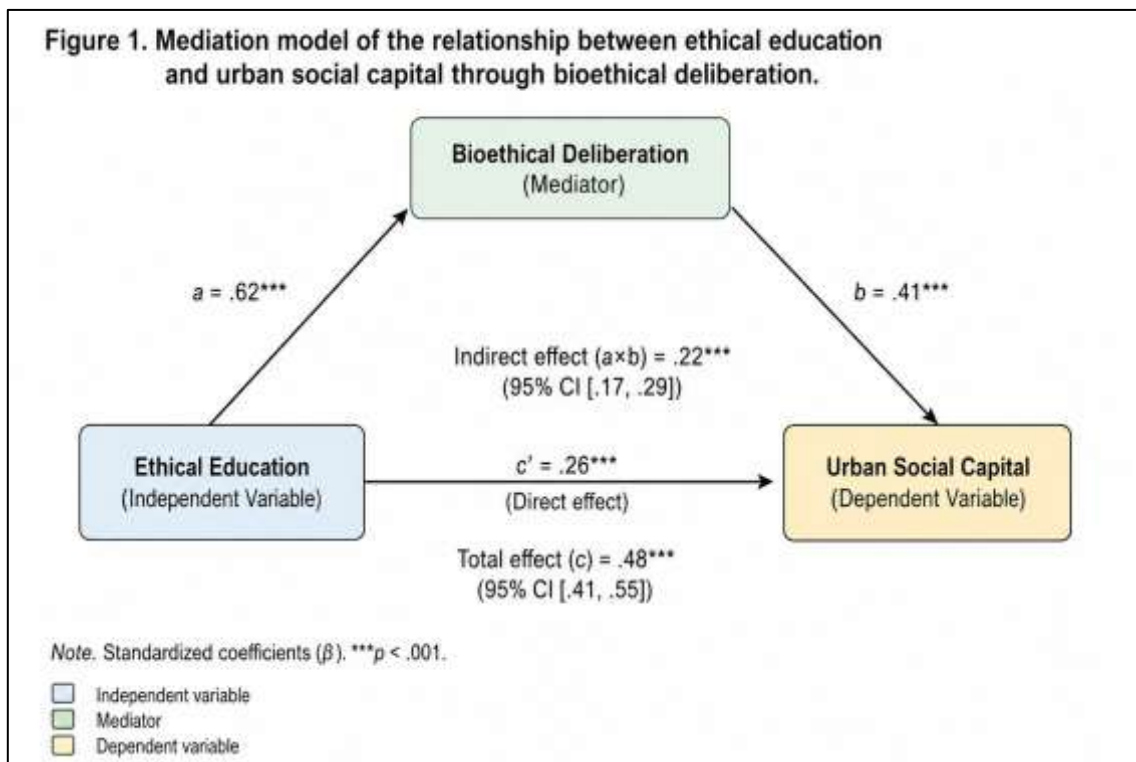 Figure 1. Mediation model of the relationship between ethical education
and urban social capital through bioethical deliberation.
Bioethical Deliberation
(Mediator)
a = .62***
b = .41***
Indirect effect (a×b) = .22***
(95% CI [.17, .29])
Ethical Education
(Independent Variable)
c' = .26***
(Direct effect)
Urban Social Capital
(Dependent Variable)
Total effect (c) = .48***
(95% CI [.41, .55])
Note. Standardized coefficients (β). ***p < .001.
Independent variable
Mediator
Dependent variable